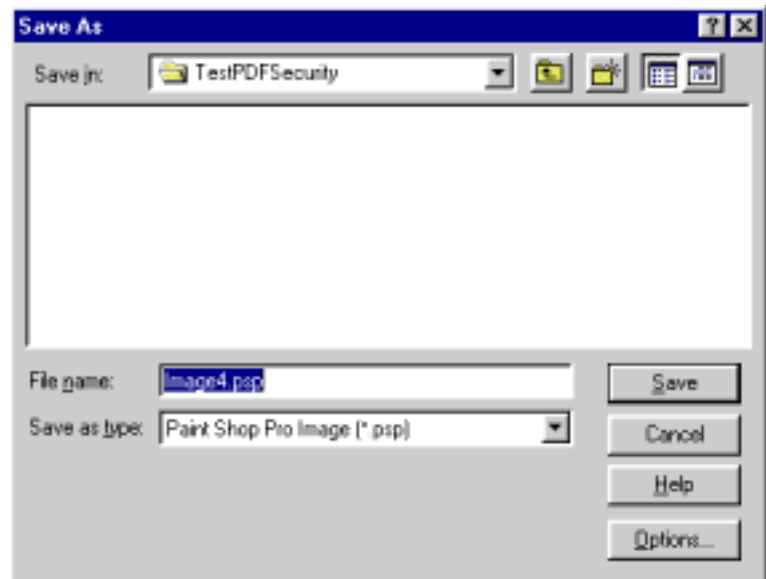 Save As
Save in: TestPDFSecurity
File name: Image4.psp Save
Save as type: Paint Shop Pro Image (*.psp) Cancel
Help
Options...